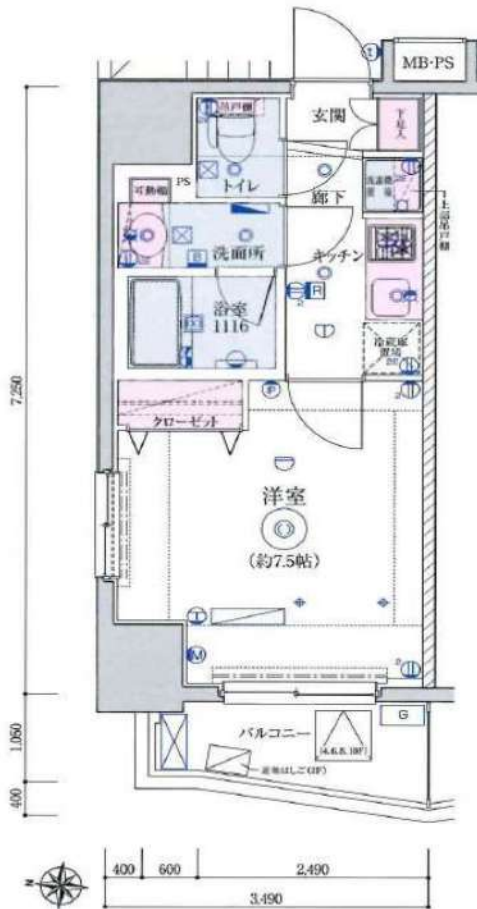 MB·PS
玄関
下足入
吊戸棚
トイレ
PS
可動棚
廊下
洗濯機
置場
上部吊戸棚
洗面所
キッチン
浴室
1116
R
2
冷蔵庫
置場
2
クローゼット
洋室
(約7.5帖)
M
2
バルコニー
G
(4.6.8.10F)
避難はしご(3F)
7,250
1,050
400
400
600
2,490
3,490
N